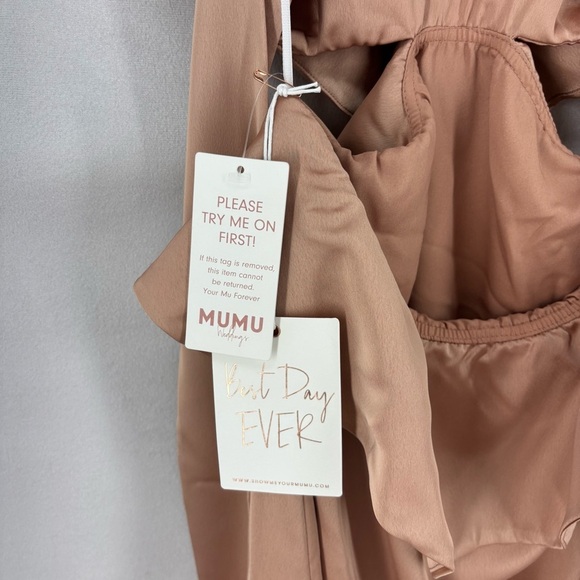 PLEASE
TRY ME ON
FIRST!
If this tag is removed,
this item cannot
be returned.
Your Mu Forever
MUMU
Weddings
Best Day
EVER
WWW.SHOWMEYOURMUMU.COM